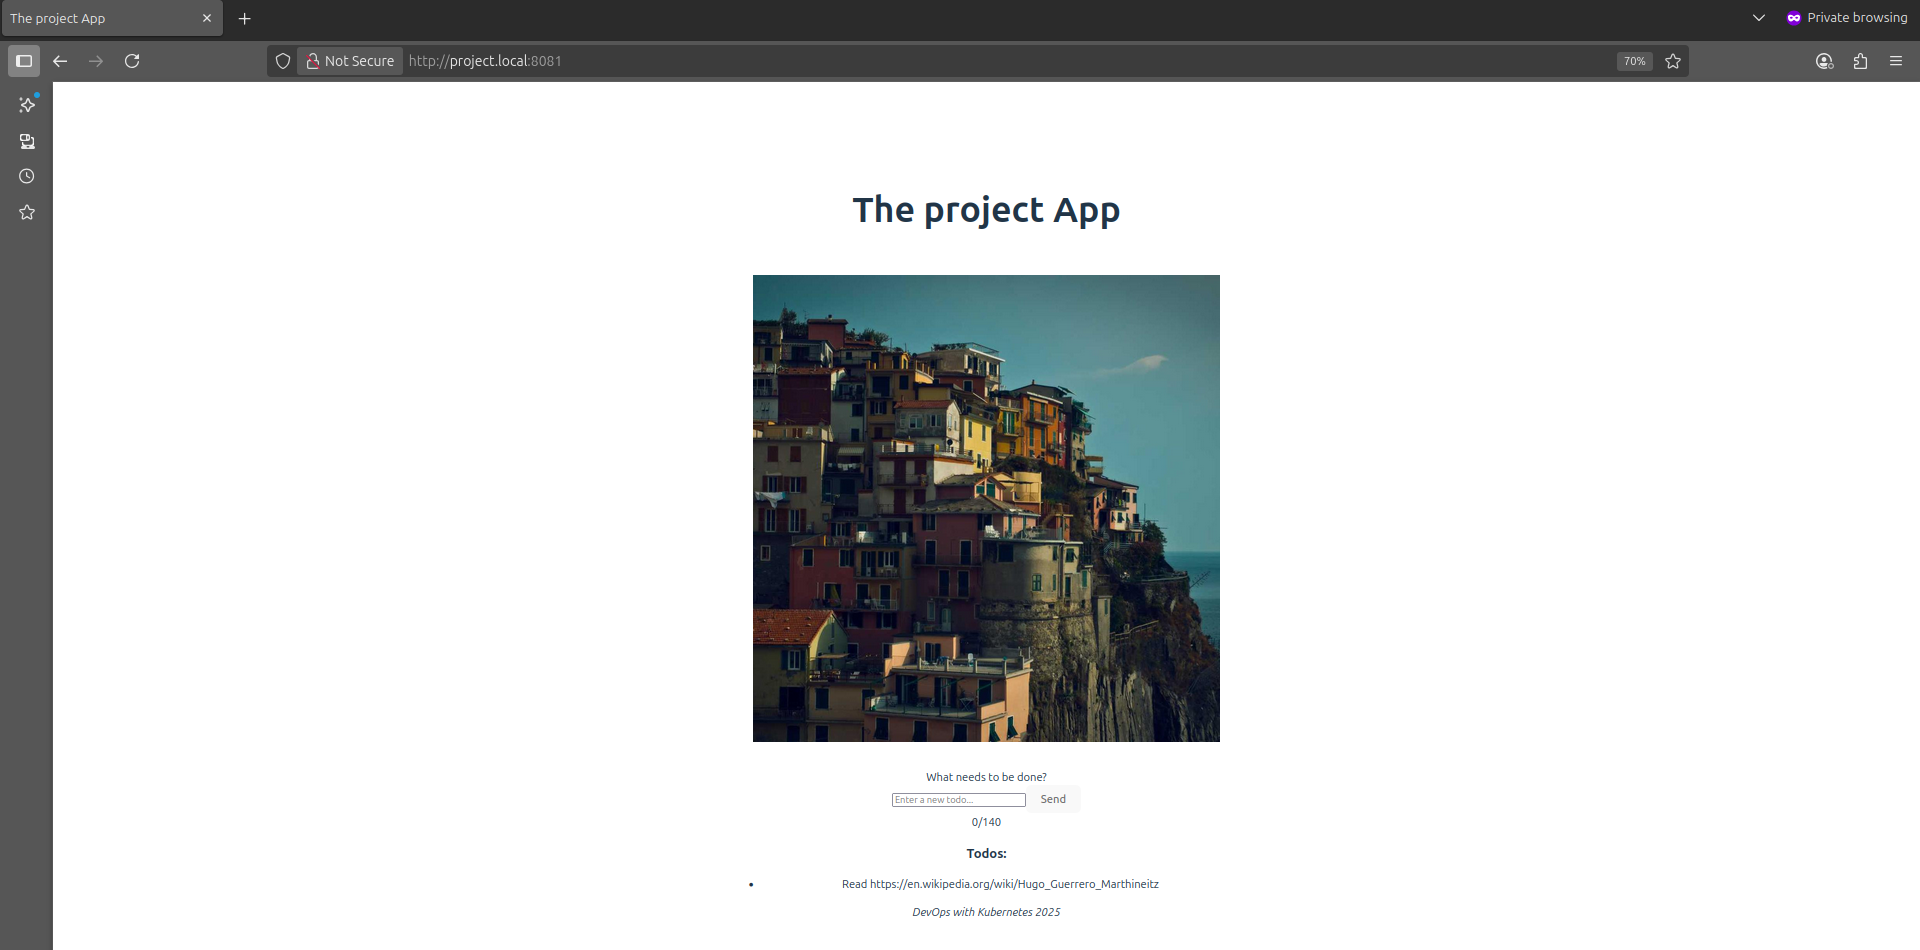 The project App
Private browsing
Not Secure
http://project.local:8081
70%
The project App
What needs to be done?
Enter a new todo...
Send
0/140
Todos:
Read https://en.wikipedia.org/wiki/Hugo_Guerrero_Marthineitz
DevOps with Kubernetes 2025